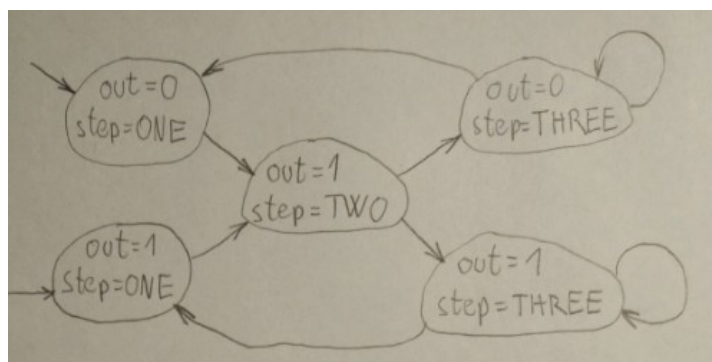 out=0
step=ONE
out=0
step=THREE
out=1
step=TWO
out=1
step=ONE
out=1
step=THREE